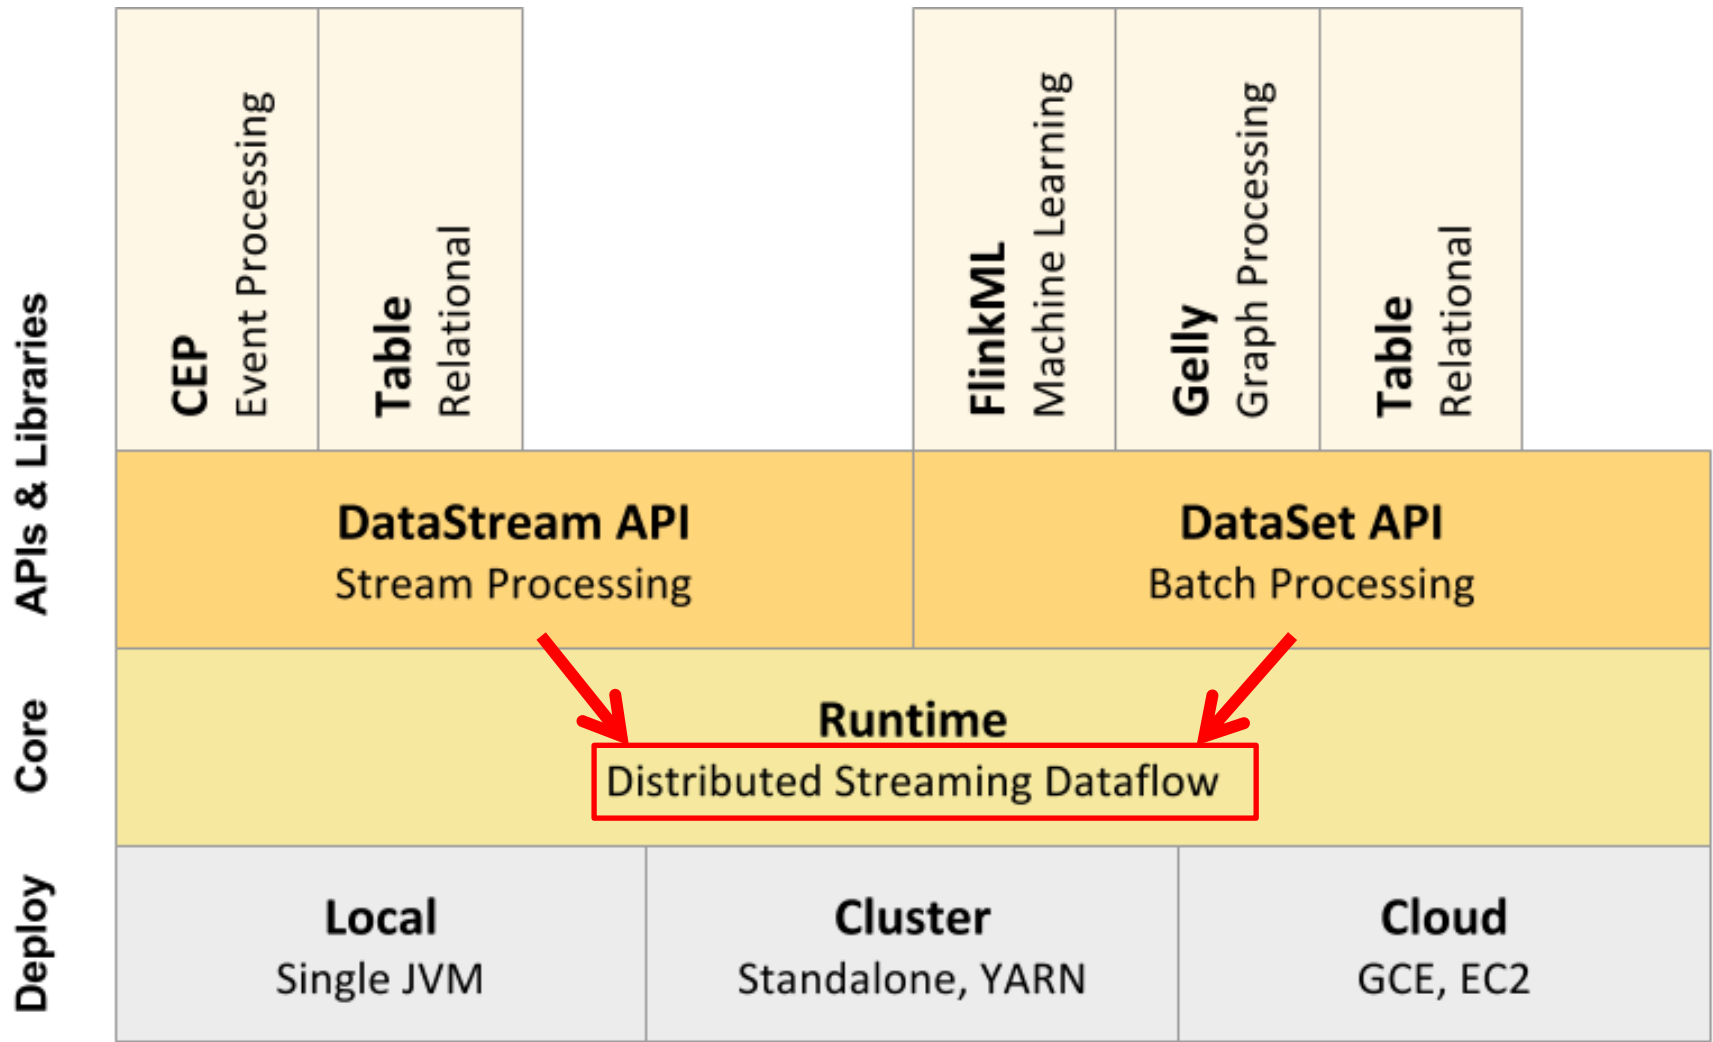 APIs & Libraries
CEP
Event Processing
Table
Relational
FlinkML
Machine Learning
Gelly
Graph Processing
Table
Relational
DataStream API
Stream Processing
DataSet API
Batch Processing
Core
Runtime
Distributed Streaming Dataflow
Deploy
Local
Single JVM
Cluster
Standalone, YARN
Cloud
GCE, EC2